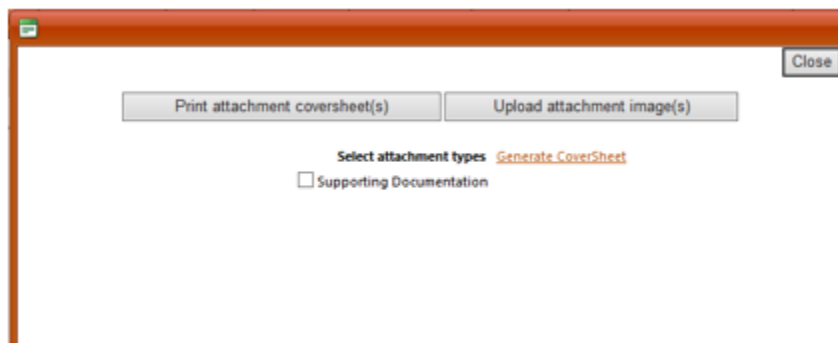 Close
Print attachment coversheet(s) Upload attachment image(s)
Select attachment types Generate CoverSheet
Supporting Documentation